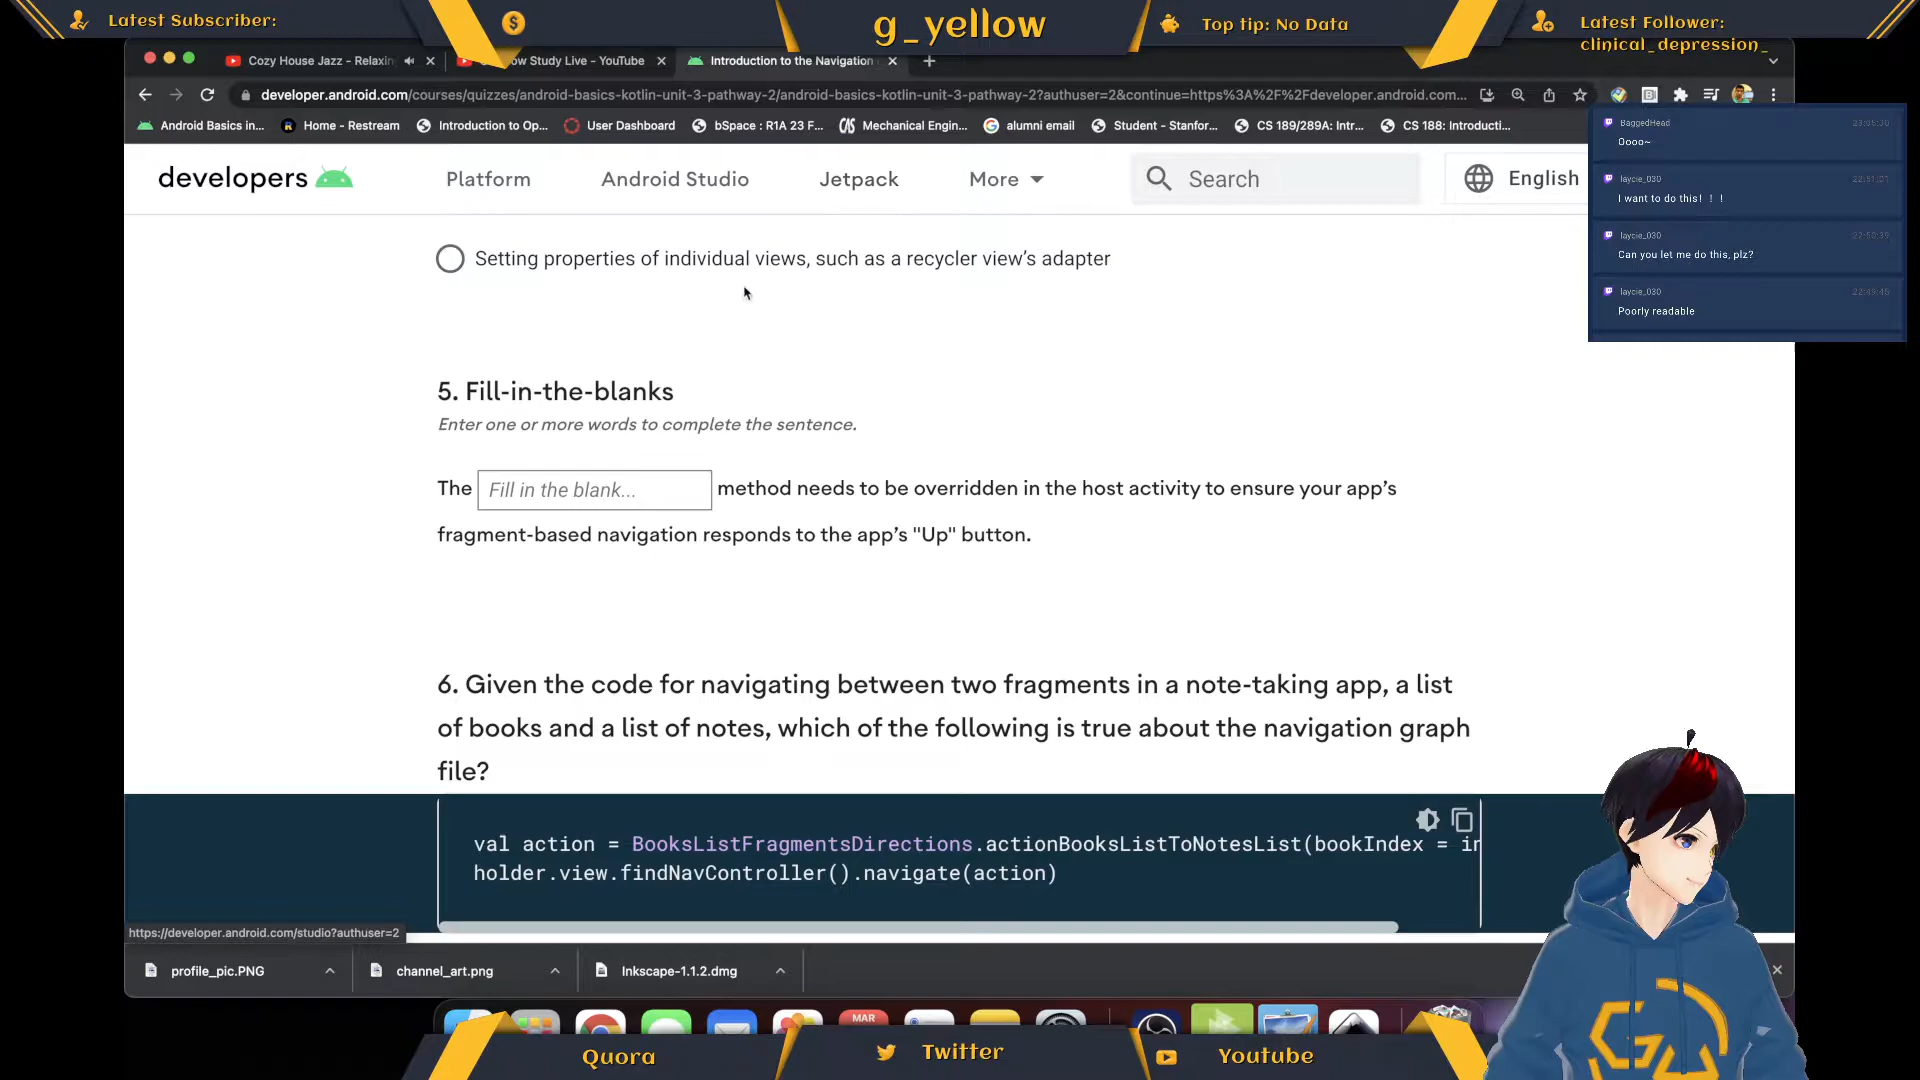 Latest Subscriber:
g_yellow
Top tip: No Data
Latest Follower:
clinical_depression_
Cozy House Jazz - Relaxin
ow Study Live - YouTube
Introduction to the Navigation
developer.android.com/courses/quizzes/android-basics-kotlin-unit-3-pathway-2/android-basics-kotlin-unit-3-pathway-2?authuser=2&continue=https%3A%2F%2Fdeveloper.android.com...
Android Basics in...
Home - Restream
Introduction to Op...
User Dashboard
bSpace : R1A 23 F...
Mechanical Engin...
alumni email
Student - Stanfor...
CS 189/289A: Intr...
CS 188: Introducti...
developers
Platform
Android Studio
Jetpack
More
Search
English
BaggedHead
Oooo~
laycie_030
I want to do this! ! !
laycie_030
Can you let me do this, plz?
laycie_030
Poorly readable
Setting properties of individual views, such as a recycler view's adapter
5. Fill-in-the-blanks
Enter one or more words to complete the sentence.
The Fill in the blank... method needs to be overridden in the host activity to ensure your app's
fragment-based navigation responds to the app's "Up" button.
6. Given the code for navigating between two fragments in a note-taking app, a list
of books and a list of notes, which of the following is true about the navigation graph
file?
val action = BooksListFragmentsDirections.actionBooksListToNotesList(bookIndex = in
holder.view.findNavController().navigate(action)
https://developer.android.com/studio?authuser=2
profile_pic.PNG
channel_art.png
Inkscape-1.1.2.dmg
MAR
Quora
Twitter
Youtube